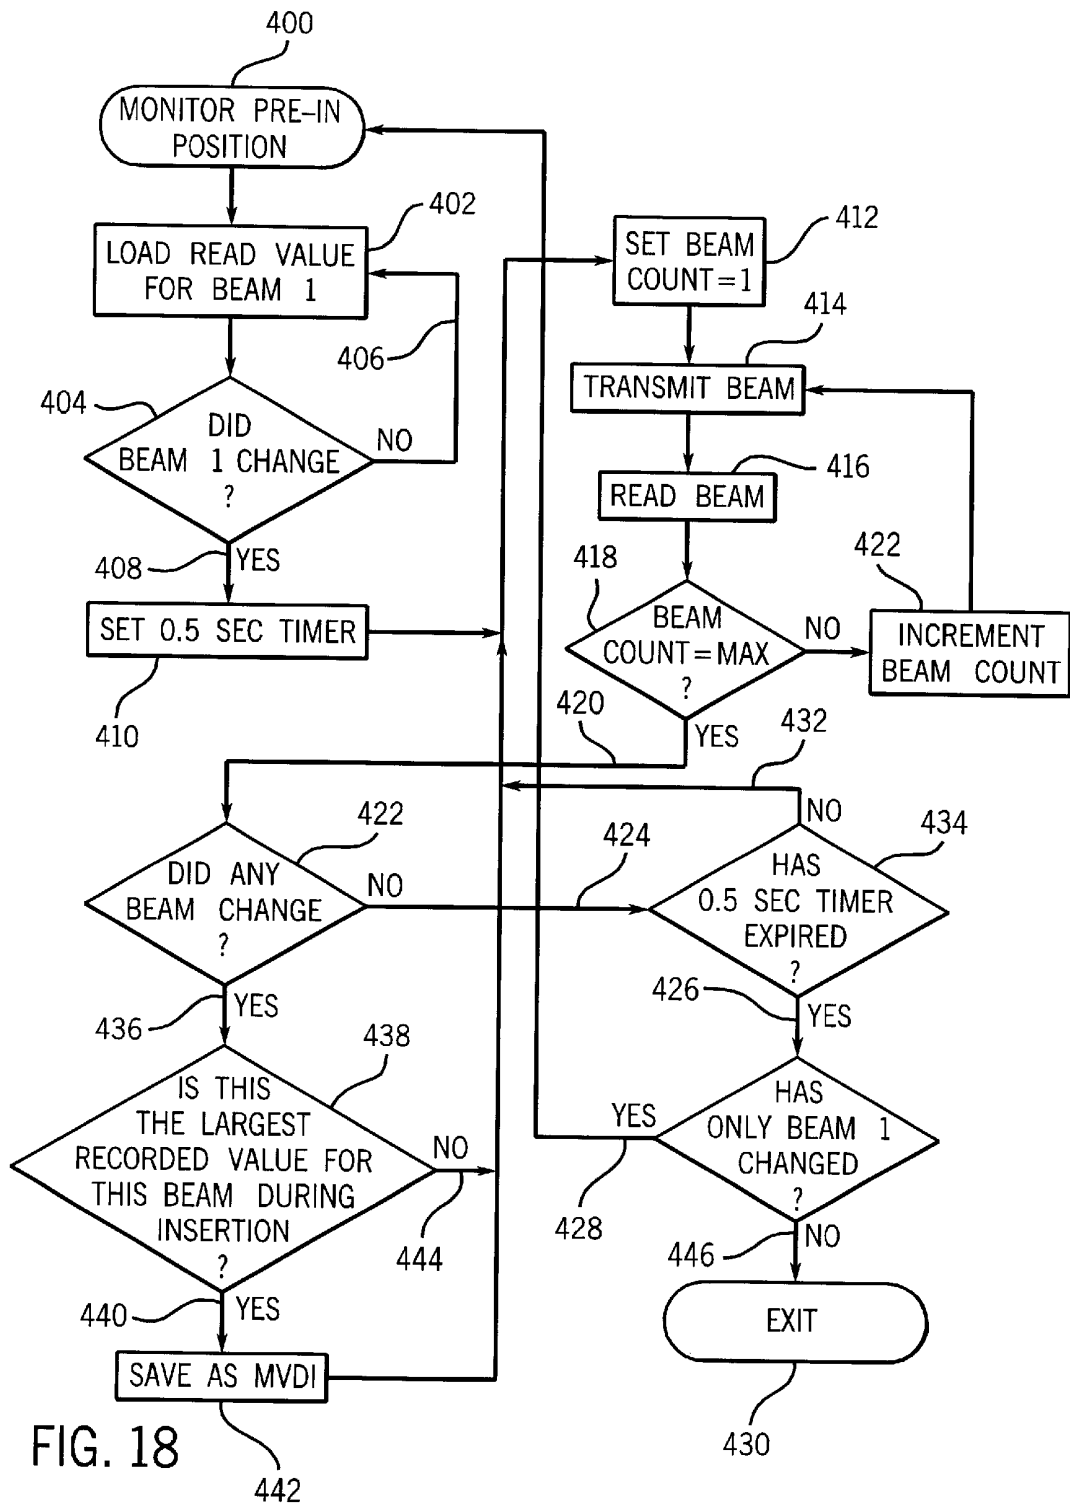 400
MONITOR PRE-IN
POSITION
402
LOAD READ VALUE
FOR BEAM 1
406
404
DID
BEAM 1 CHANGE
?
NO
408
YES
SET 0.5 SEC TIMER
410
412
SET BEAM
COUNT=1
414
TRANSMIT BEAM
416
READ BEAM
418
BEAM
COUNT=MAX
?
NO
422
INCREMENT
BEAM COUNT
420
YES
432
422
DID ANY
BEAM CHANGE
?
NO
424
NO
434
HAS
0.5 SEC TIMER
EXPIRED
?
426
YES
436
YES
438
IS THIS
THE LARGEST
RECORDED VALUE FOR
THIS BEAM DURING
INSERTION
?
NO
444
YES
428
HAS
ONLY BEAM 1
CHANGED
?
446
NO
440
YES
SAVE AS MVDI
442
EXIT
430
FIG. 18